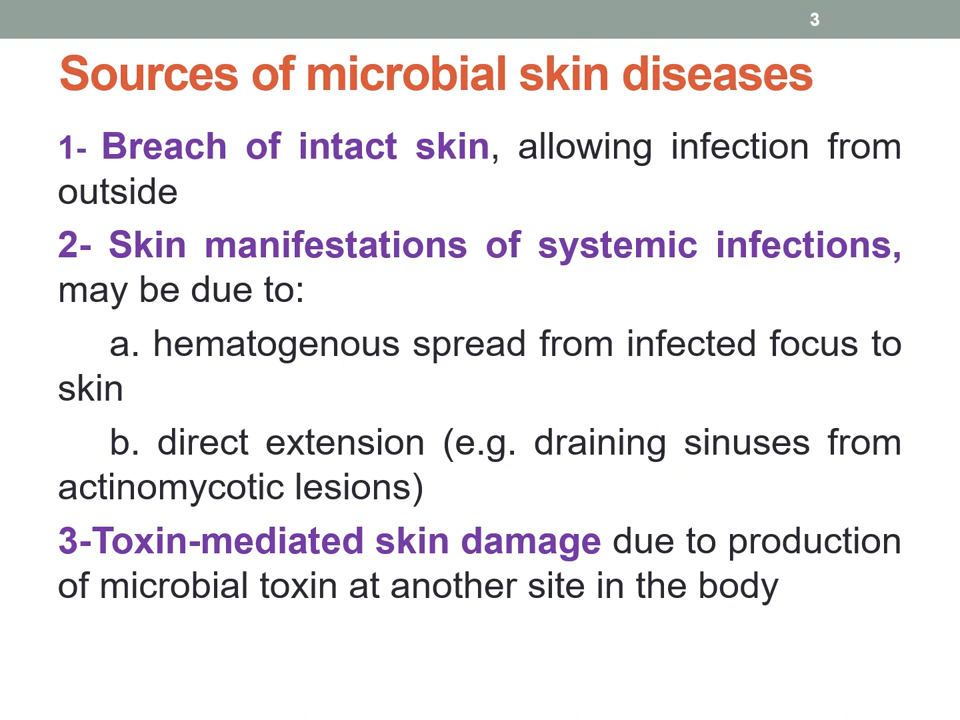 3
Sources of microbial skin diseases
1- Breach of intact skin, allowing infection from
outside
2- Skin manifestations of systemic infections,
may be due to:
a. hematogenous spread from infected focus to
skin
b. direct extension (e.g. draining sinuses from
actinomycotic lesions)
3-Toxin-mediated skin damage due to production
of microbial toxin at another site in the body